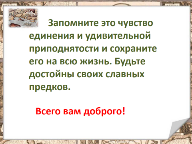 Запомните это чувство
единения и удивительной
приподнятости и сохраните
его на всю жизнь. Будьте
достойны своих славных
предков.
Всего вам доброго!